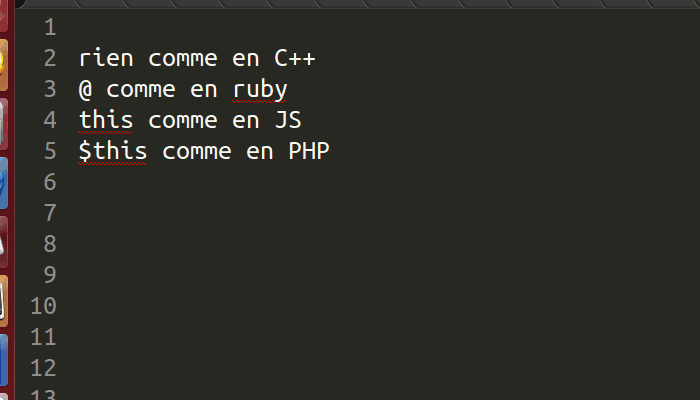 1
2 rien comme en C++
3 @ comme en ruby
4 this comme en JS
5 $this comme en PHP
6
7
8
9
10
11
12
13